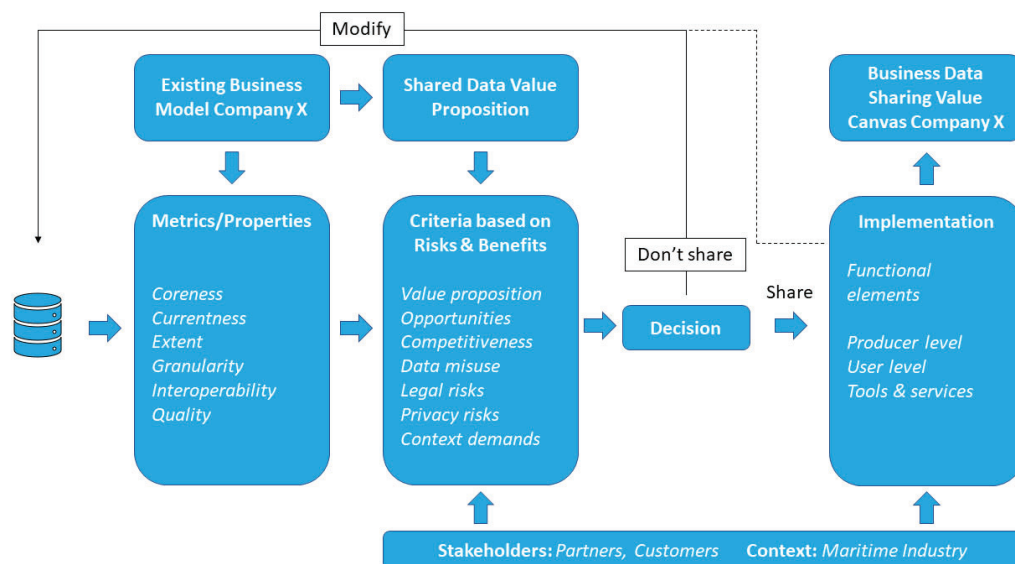 Modify
Existing Business
Model Company X
Shared Data Value
Proposition
Business Data
Sharing Value
Canvas Company X
Metrics/Properties
Coreness
Currentness
Extent
Granularity
Interoperability
Quality
Criteria based on
Risks & Benefits
Value proposition
Opportunities
Competitiveness
Data misuse
Legal risks
Privacy risks
Context demands
Don’t share
Decision
Share
Implementation
Functional
elements
Producer level
User level
Tools & services
Stakeholders: Partners, Customers Context: Maritime Industry